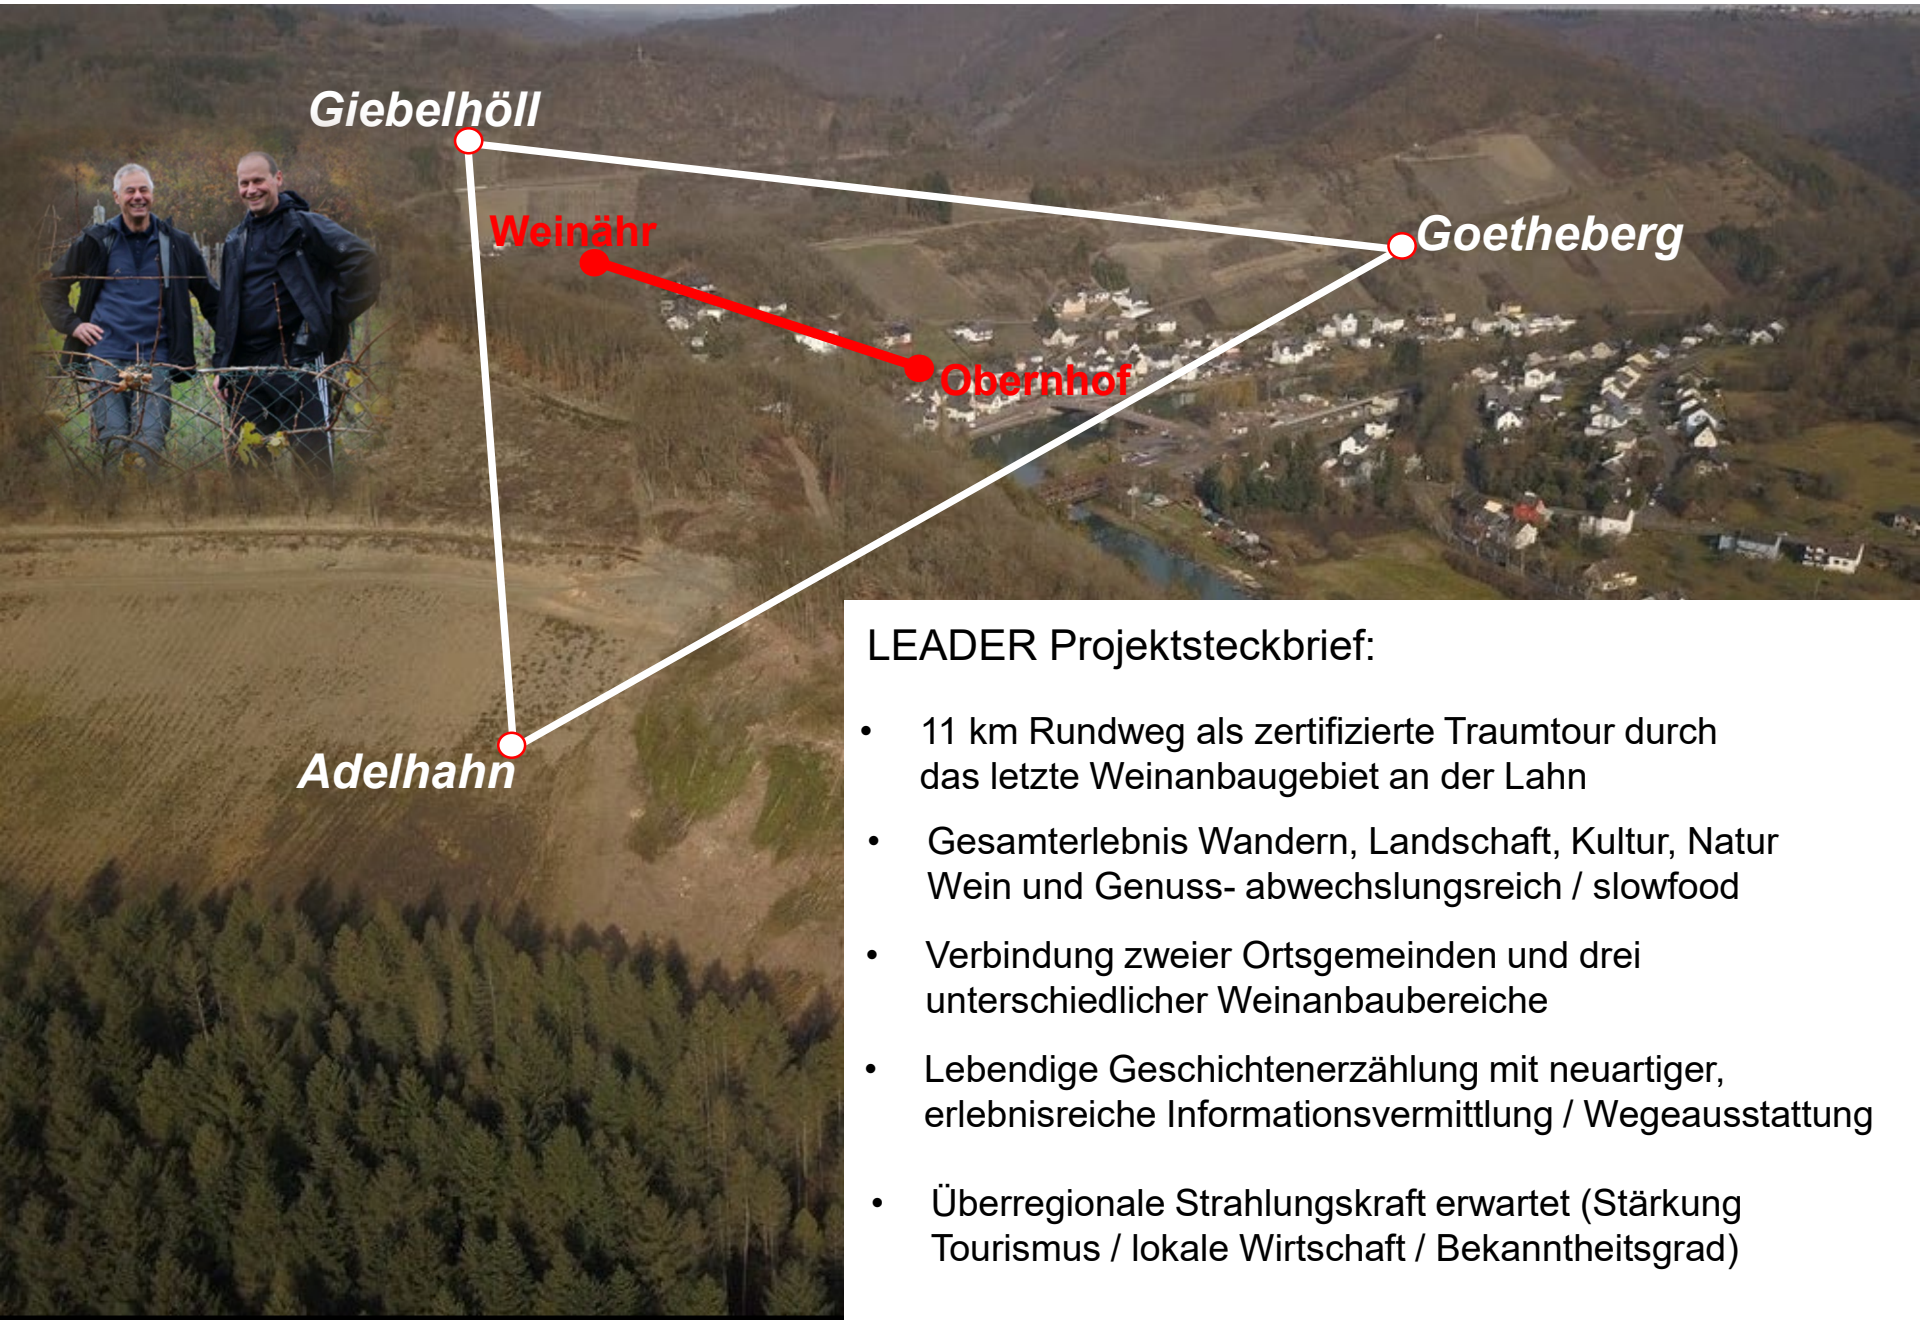 Giebelhöll
Weinähr
Goetheberg
Obernhof
Adelhahn
LEADER Projektsteckbrief:
• 11 km Rundweg als zertifizierte Traumtour durch
das letzte Weinanbaugebiet an der Lahn
• Gesamterlebnis Wandern, Landschaft, Kultur, Natur
Wein und Genuss- abwechslungsreich / slowfood
• Verbindung zweier Ortsgemeinden und drei
unterschiedlicher Weinanbaubereiche
• Lebendige Geschichtenerzählung mit neuartiger,
erlebnisreiche Informationsvermittlung / Wegeausstattung
• Überregionale Strahlungskraft erwartet (Stärkung
Tourismus / lokale Wirtschaft / Bekanntheitsgrad)